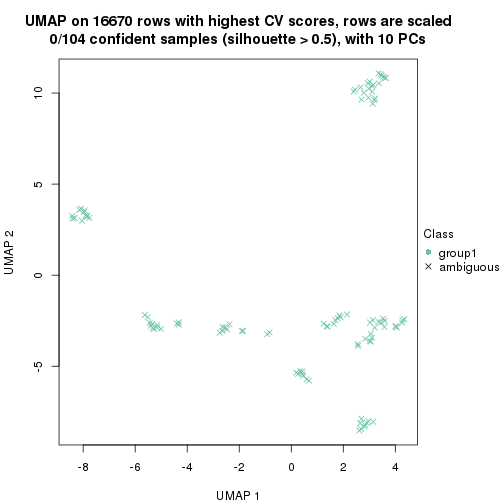 UMAP on 16670 rows with highest CV scores, rows are scaled
0/104 confident samples (silhouette > 0.5), with 10 PCs
10
5
0
-5
UMAP 2
-8
-6
-4
-2
0
2
4
UMAP 1
Class
group1
ambiguous